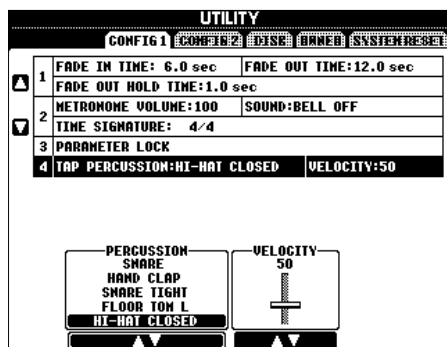 UTILITY
CONFIG 1 CONFIG 2 DISK OWNER SYSTEM RESET
1 FADE IN TIME: 6.0 sec FADE OUT TIME:12.0 sec
FADE OUT HOLD TIME:1.0 sec
2 METRONOME VOLUME:100 SOUND:BELL OFF
TIME SIGNATURE: 4/4
3 PARAMETER LOCK
4 TAP PERCUSSION:HI-HAT CLOSED VELOCITY:50
PERCUSSION VELOCITY
SNARE 50
HAND CLAP
SNARE TIGHT
FLOOR TOM L
HI-HAT CLOSED